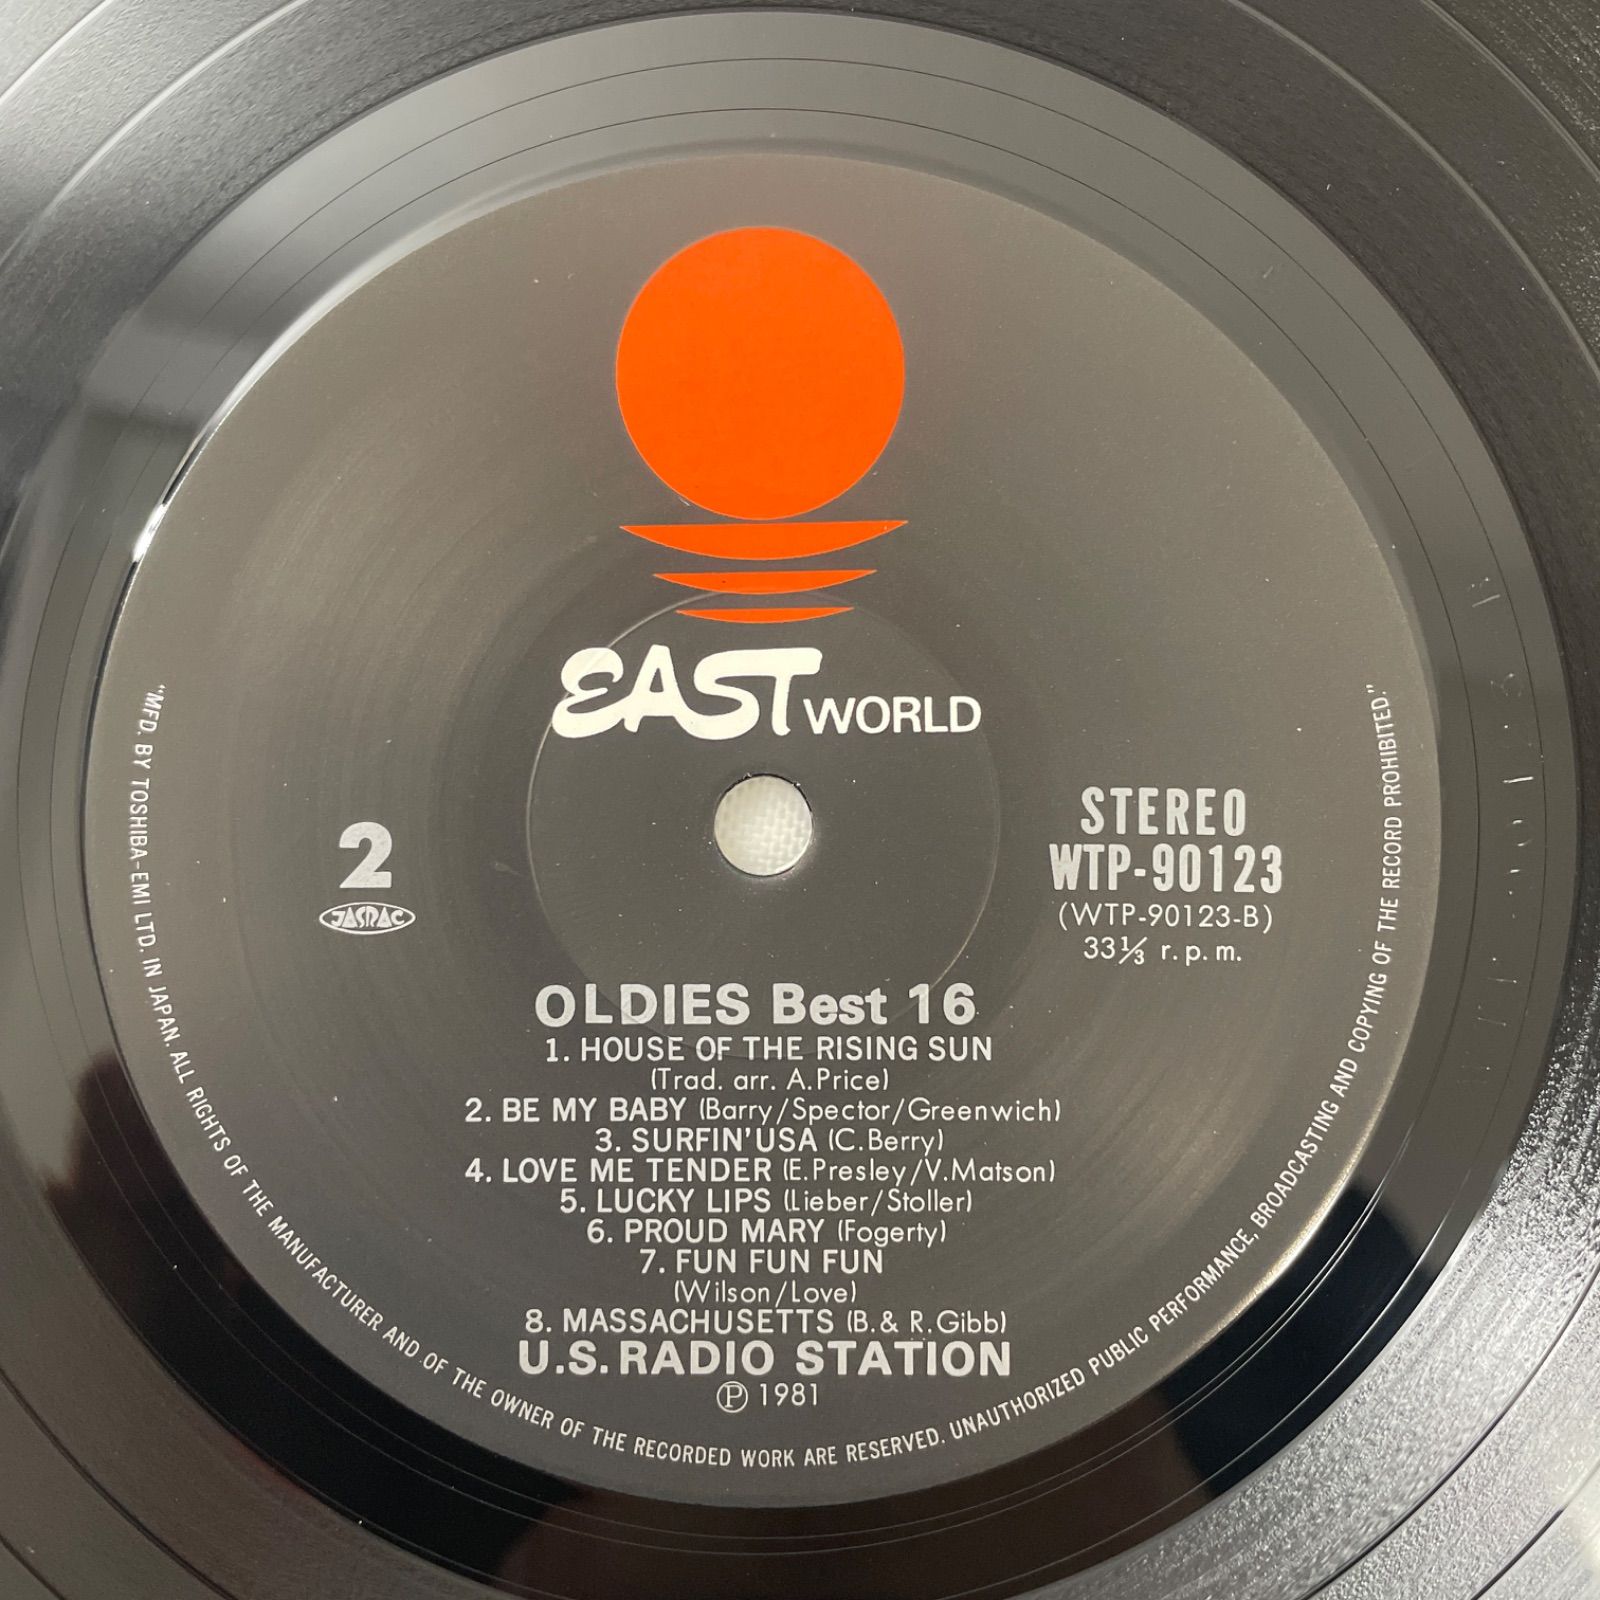 EAST WORLD
2
JASRAC
STEREO
WTP-90123
(WTP-90123-B)
33⅓ r.p.m.
OLDIES Best 16
1. HOUSE OF THE RISING SUN
(Trad. arr. A.Price)
2. BE MY BABY (Barry/Spector/Greenwich)
3. SURFIN'USA (C.Berry)
4. LOVE ME TENDER (E.Presley/V.Matson)
5. LUCKY LIPS (Lieber/Stoller)
6. PROUD MARY (Fogerty)
7. FUN FUN FUN
(Wilson/Love)
8. MASSACHUSETTS (B.& R.Gibb)
U.S.RADIO STATION
Ⓟ 1981
"MFD. BY TOSHIBA-EMI LTD. IN JAPAN. ALL RIGHTS OF THE MANUFACTURER AND OF THE OWNER OF THE RECORDED WORK ARE RESERVED. UNAUTHORIZED PUBLIC PERFORMANCE, BROADCASTING AND COPYING OF THE RECORD PROHIBITED."